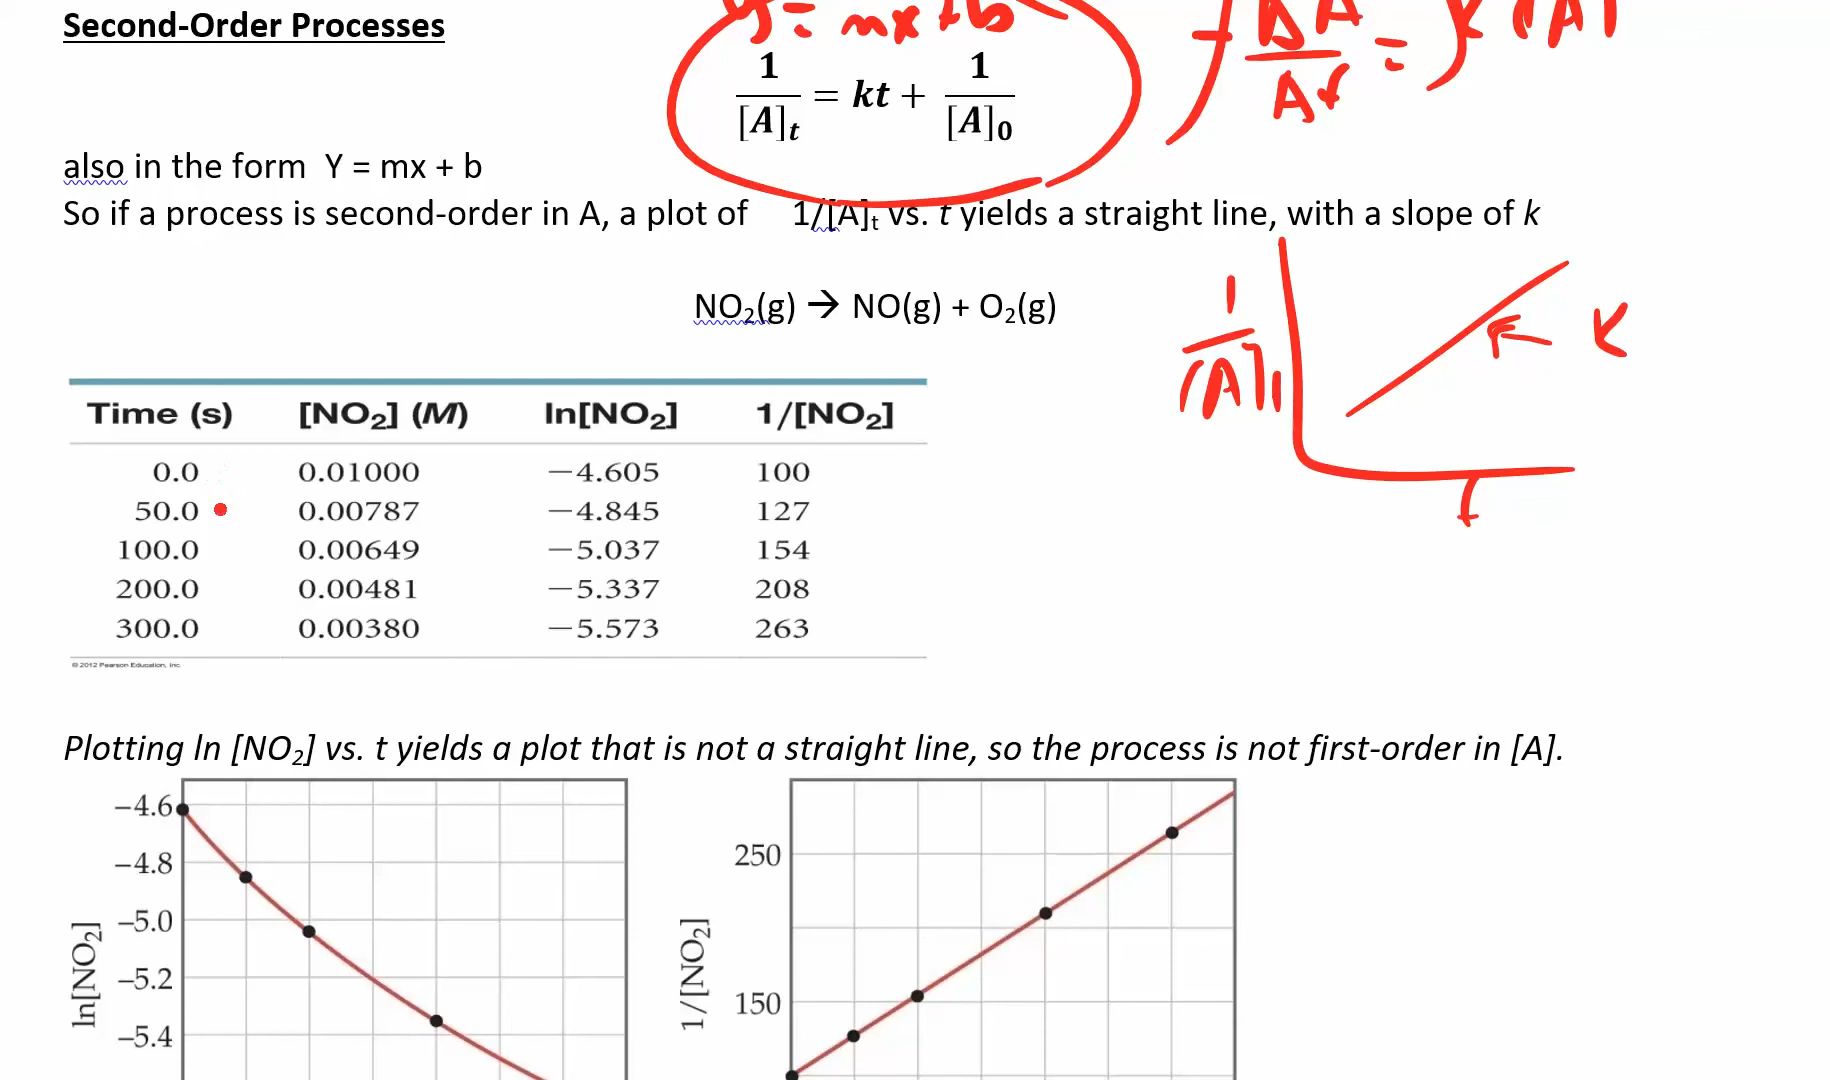 Second-Order Processes
y = mx + b
1/[A]t = kt + 1/[A]0
also in the form Y = mx + b
So if a process is second-order in A, a plot of 1/[A]t vs. t yields a straight line, with a slope of k
NO2(g) → NO(g) + O2(g)
1/[A]t
K
t
Time (s) [NO2] (M) ln[NO2] 1/[NO2]
0.0 0.01000 −4.605 100
50.0 0.00787 −4.845 127
100.0 0.00649 −5.037 154
200.0 0.00481 −5.337 208
300.0 0.00380 −5.573 263
© 2012 Pearson Education, Inc.
Plotting ln [NO2] vs. t yields a plot that is not a straight line, so the process is not first-order in [A].
−4.6
−4.8
−5.0
−5.2
−5.4
ln[NO2]
250
150
1/[NO2]